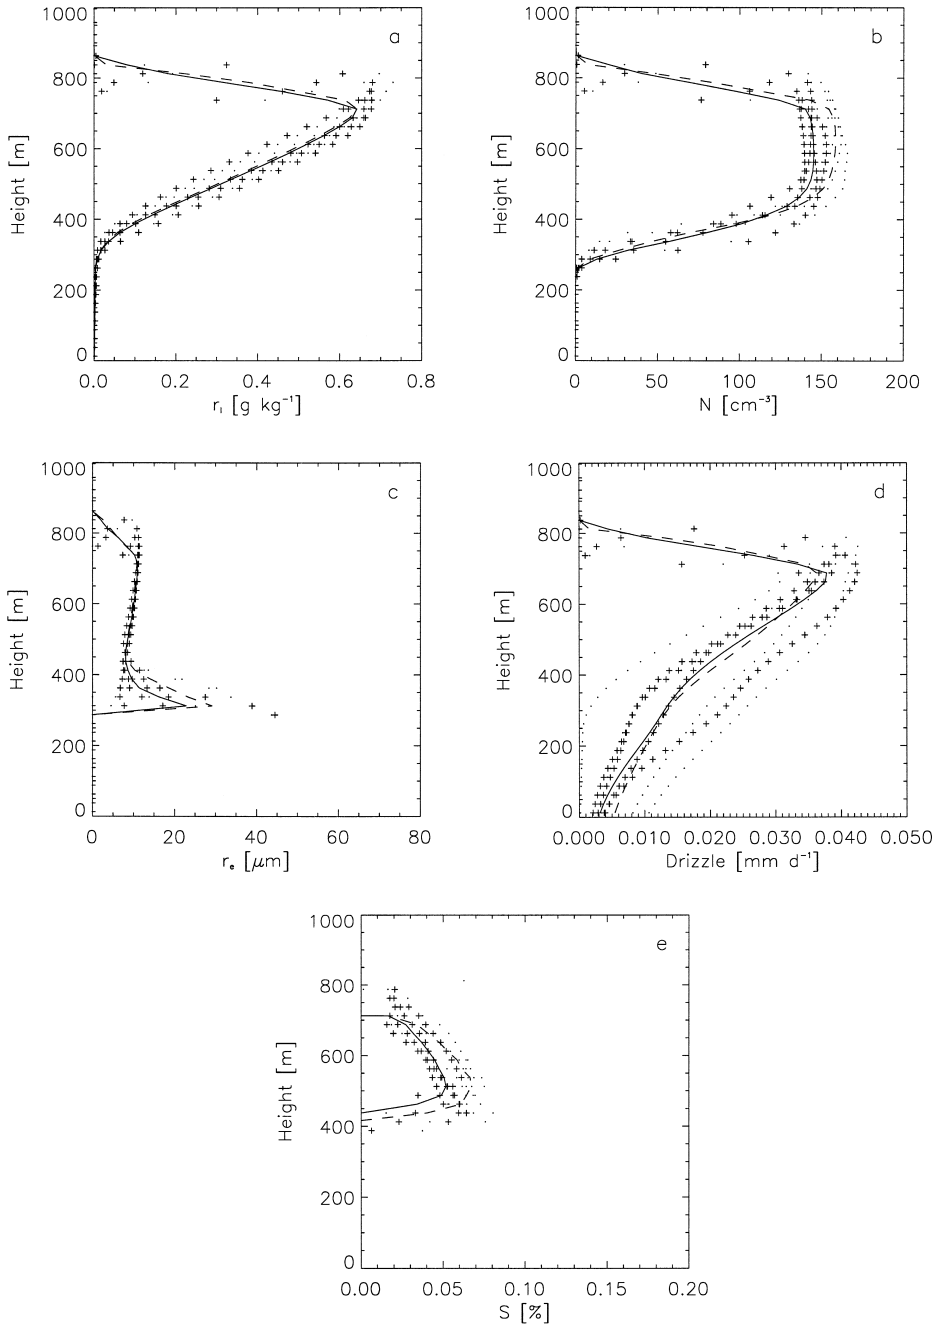 1000
800
600
400
200
0
Height [m]
a
0.0 0.2 0.4 0.6 0.8
r_l [g kg⁻¹]
1000
800
600
400
200
0
Height [m]
b
0 50 100 150 200
N [cm⁻³]
1000
800
600
400
200
0
Height [m]
c
0 20 40 60 80
r_e [μm]
1000
800
600
400
200
0
Height [m]
d
0.000 0.010 0.020 0.030 0.040 0.050
Drizzle [mm d⁻¹]
1000
800
600
400
200
0
Height [m]
e
0.00 0.05 0.10 0.15 0.20
S [%]